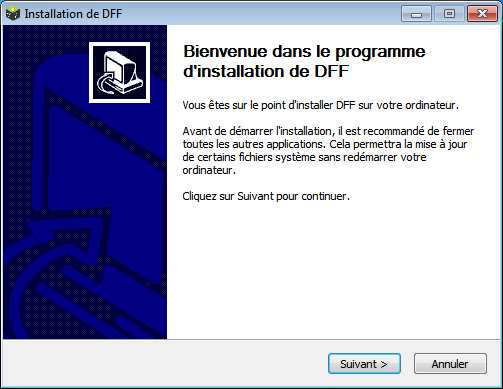 Installation de DFF
Bienvenue dans le programme
d'installation de DFF
Vous êtes sur le point d'installer DFF sur votre ordinateur.
Avant de démarrer l'installation, il est recommandé de fermer
toutes les autres applications. Cela permettra la mise à jour
de certains fichiers système sans redémarrer votre
ordinateur.
Cliquez sur Suivant pour continuer.
Suivant >
Annuler